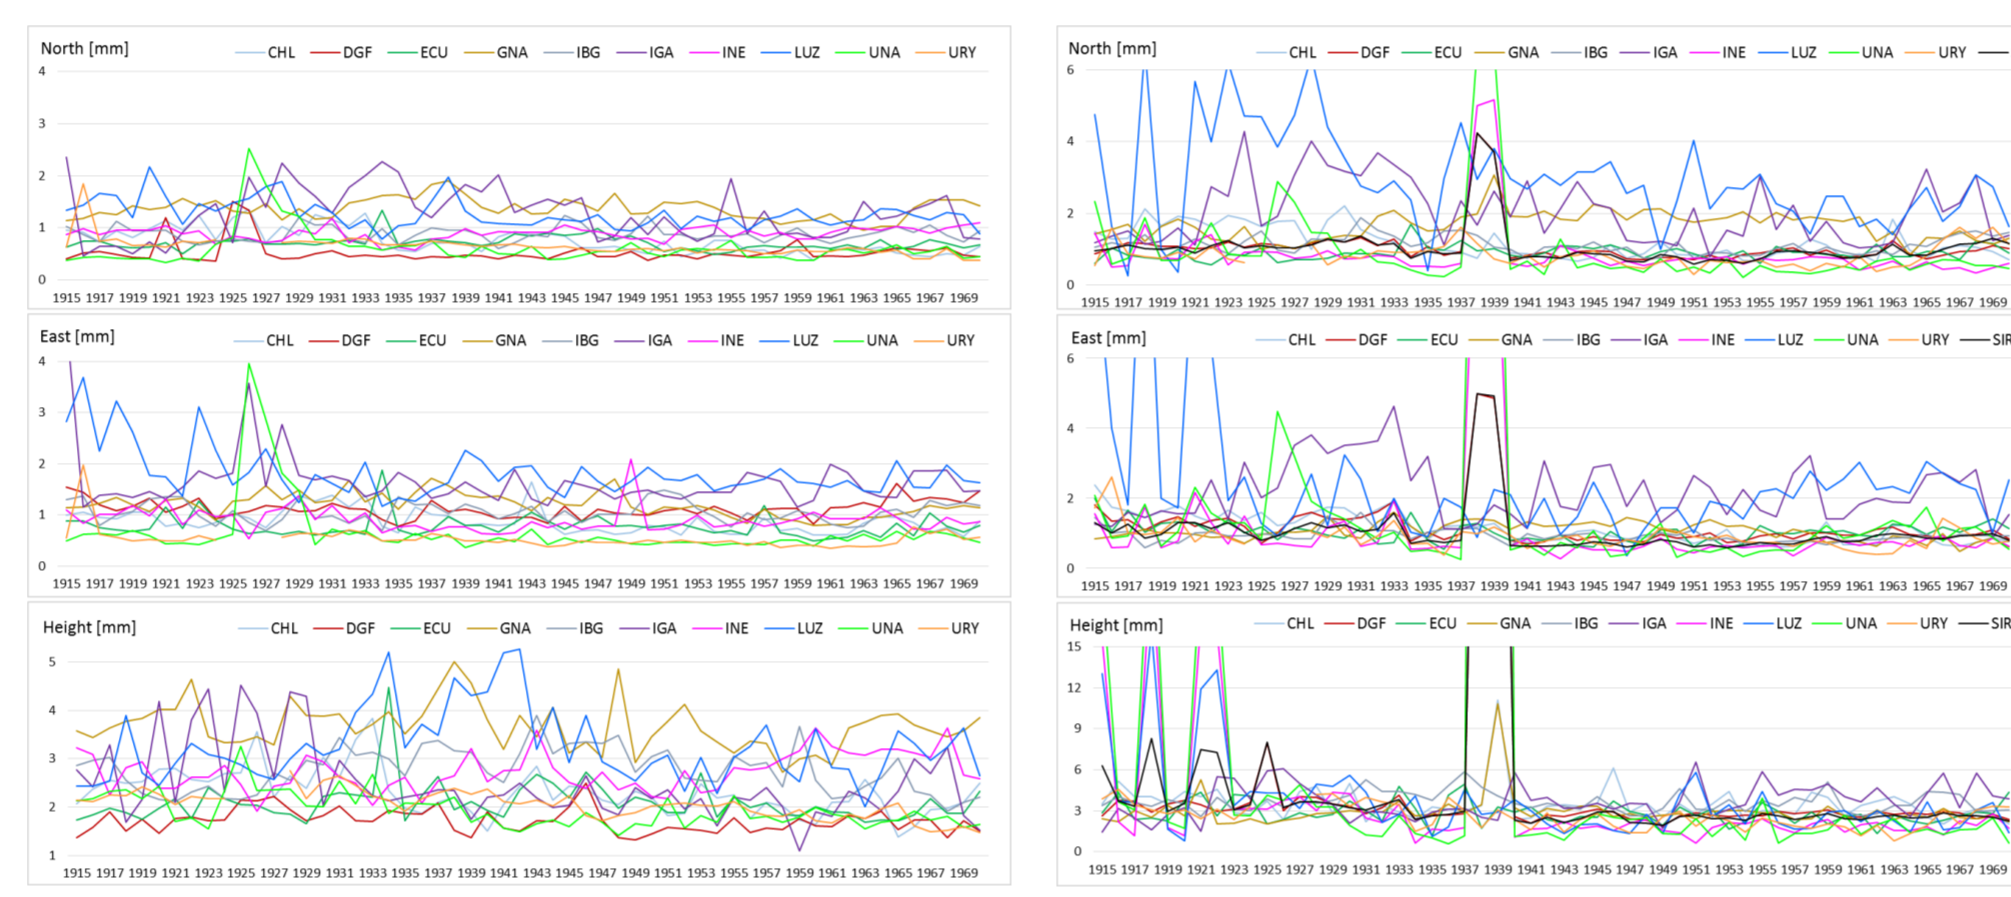 North [mm] CHL DGF ECU GNA IBG IGA INE LUZ UNA URY
4
3
2
1
0
1915 1917 1919 1921 1923 1925 1927 1929 1931 1933 1935 1937 1939 1941 1943 1945 1947 1949 1951 1953 1955 1957 1959 1961 1963 1965 1967 1969
East [mm] CHL DGF ECU GNA IBG IGA INE LUZ UNA URY
4
3
2
1
0
1915 1917 1919 1921 1923 1925 1927 1929 1931 1933 1935 1937 1939 1941 1943 1945 1947 1949 1951 1953 1955 1957 1959 1961 1963 1965 1967 1969
Height [mm] CHL DGF ECU GNA IBG IGA INE LUZ UNA URY
5
4
3
2
1
1915 1917 1919 1921 1923 1925 1927 1929 1931 1933 1935 1937 1939 1941 1943 1945 1947 1949 1951 1953 1955 1957 1959 1961 1963 1965 1967 1969
North [mm] CHL DGF ECU GNA IBG IGA INE LUZ UNA URY
6
4
2
0
1915 1917 1919 1921 1923 1925 1927 1929 1931 1933 1935 1937 1939 1941 1943 1945 1947 1949 1951 1953 1955 1957 1959 1961 1963 1965 1967 1969
East [mm] CHL DGF ECU GNA IBG IGA INE LUZ UNA URY SIR
6
4
2
0
1915 1917 1919 1921 1923 1925 1927 1929 1931 1933 1935 1937 1939 1941 1943 1945 1947 1949 1951 1953 1955 1957 1959 1961 1963 1965 1967 1969
Height [mm] CHL DGF ECU GNA IBG IGA INE LUZ UNA URY SIR
15
12
9
6
3
0
1915 1917 1919 1921 1923 1925 1927 1929 1931 1933 1935 1937 1939 1941 1943 1945 1947 1949 1951 1953 1955 1957 1959 1961 1963 1965 1967 1969